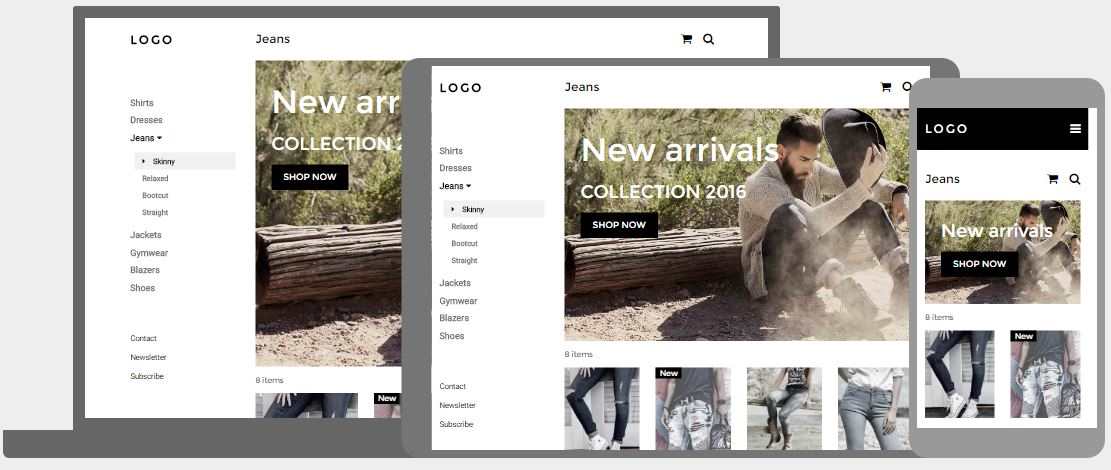 LOGO
Jeans
Shirts
Dresses
Jeans
Skinny
Relaxed
Bootcut
Straight
Jackets
Gymwear
Blazers
Shoes
Contact
Newsletter
Subscribe
New arr
COLLECTION 2
SHOP NOW
8 items
New
LOGO
Jeans
Shirts
Dresses
Jeans
Skinny
Relaxed
Bootcut
Straight
Jackets
Gymwear
Blazers
Shoes
Contact
Newsletter
Subscribe
New arrivals
COLLECTION 2016
SHOP NOW
8 items
New
LOGO
Jeans
New arrivals
SHOP NOW
8 items
New